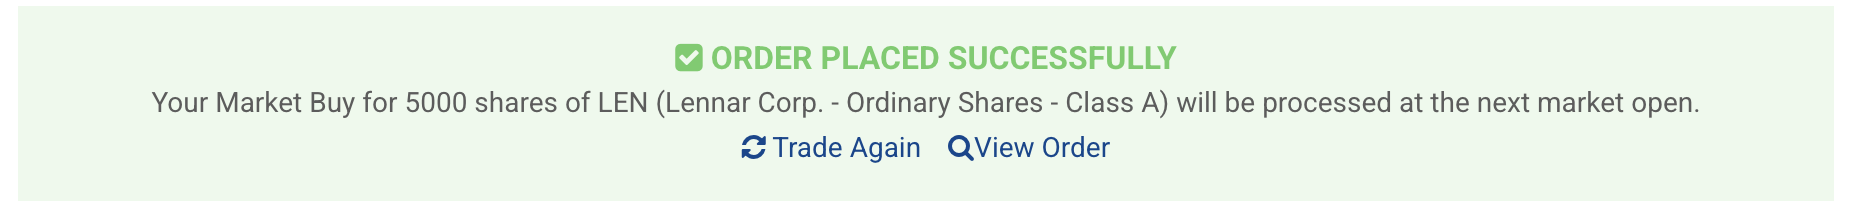 ORDER PLACED SUCCESSFULLY
Your Market Buy for 5000 shares of LEN (Lennar Corp. - Ordinary Shares - Class A) will be processed at the next market open.
Trade Again View Order